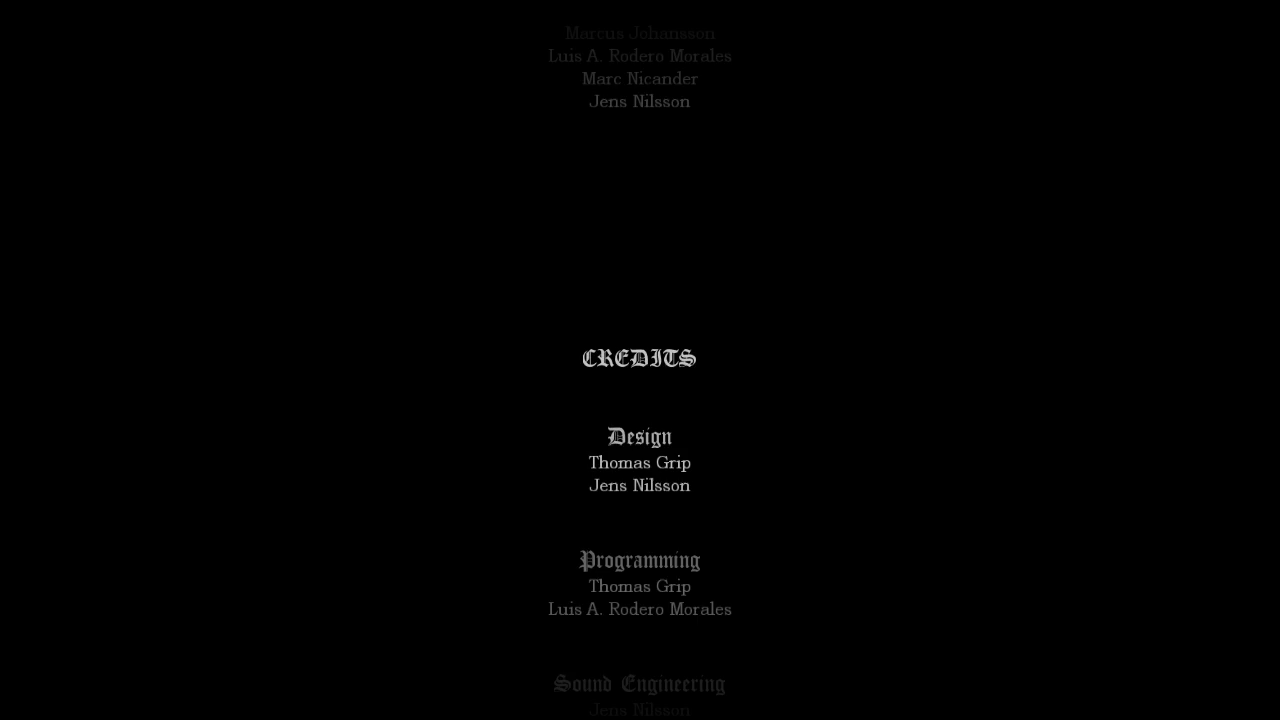 Marcus Johansson
Luis A. Rodero Morales
Marc Nicander
Jens Nilsson
CREDITS
Design
Thomas Grip
Jens Nilsson
Programming
Thomas Grip
Luis A. Rodero Morales
Sound Engineering
Jens Nilsson